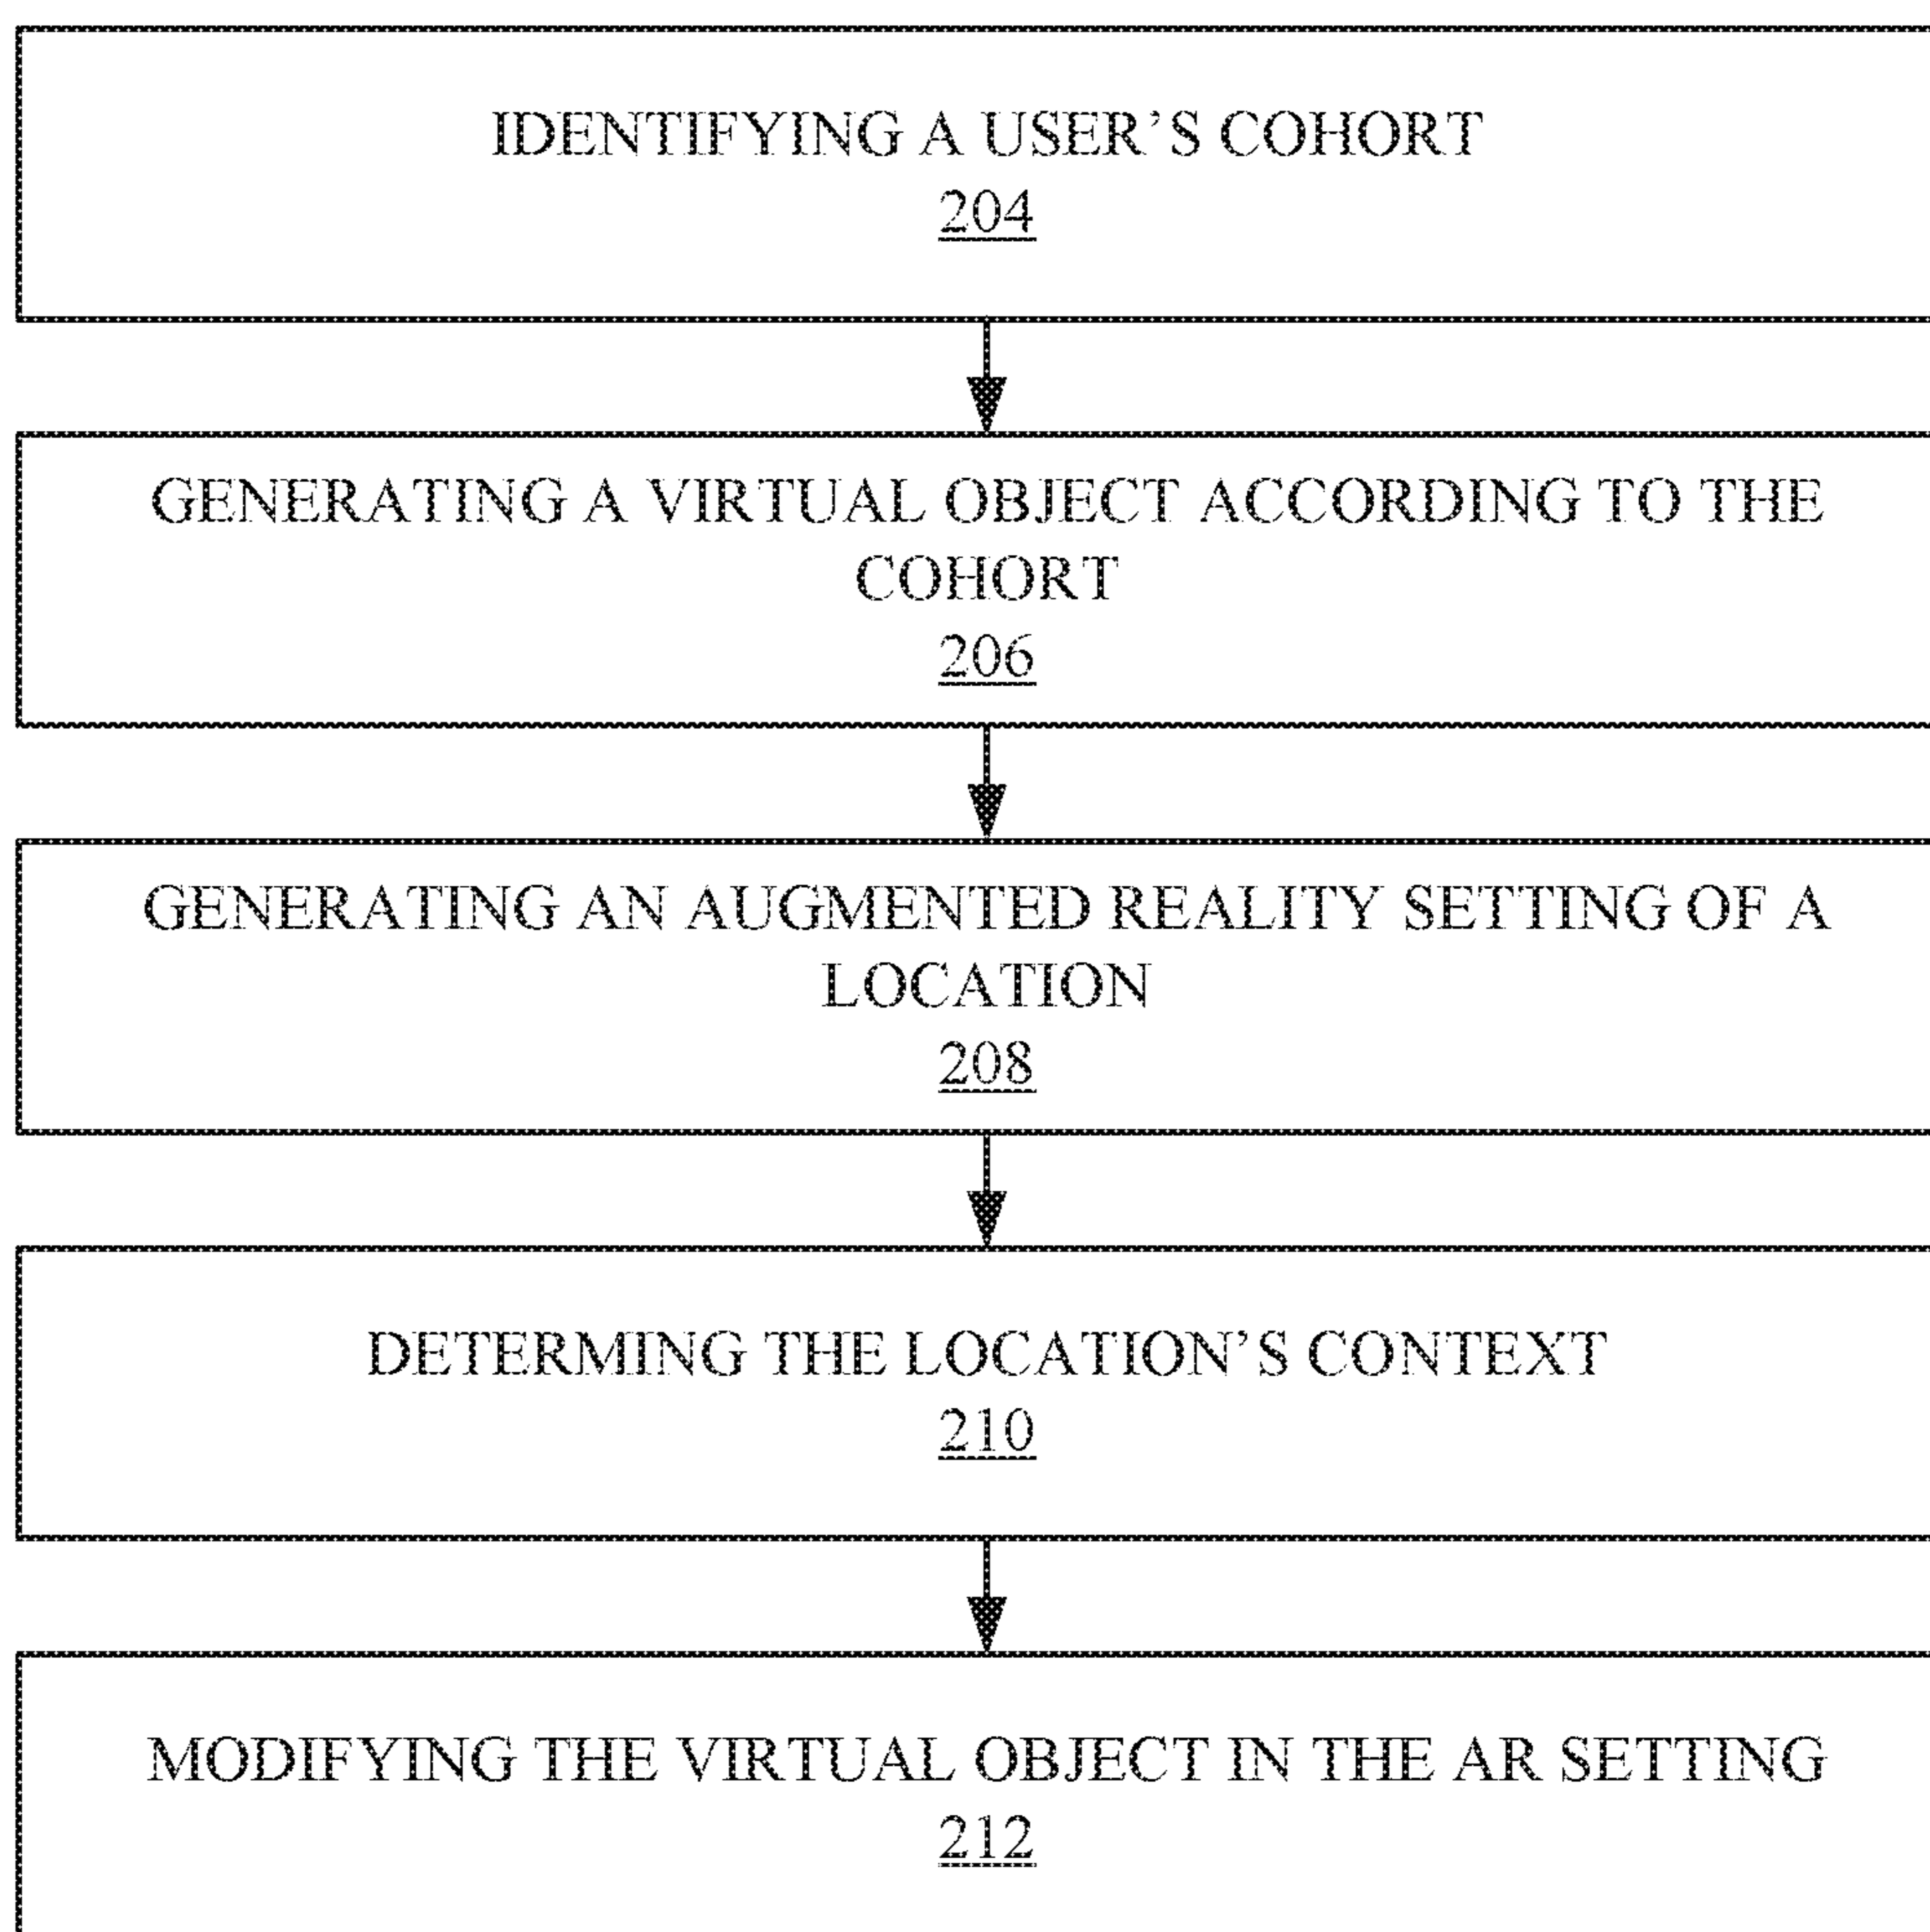 IDENTIFYING A USER’S COHORT
204
GENERATING A VIRTUAL OBJECT ACCORDING TO THE
COHORT
206
GENERATING AN AUGMENTED REALITY SETTING OF A
LOCATION
208
DETERMING THE LOCATION’S CONTEXT
210
MODIFYING THE VIRTUAL OBJECT IN THE AR SETTING
212